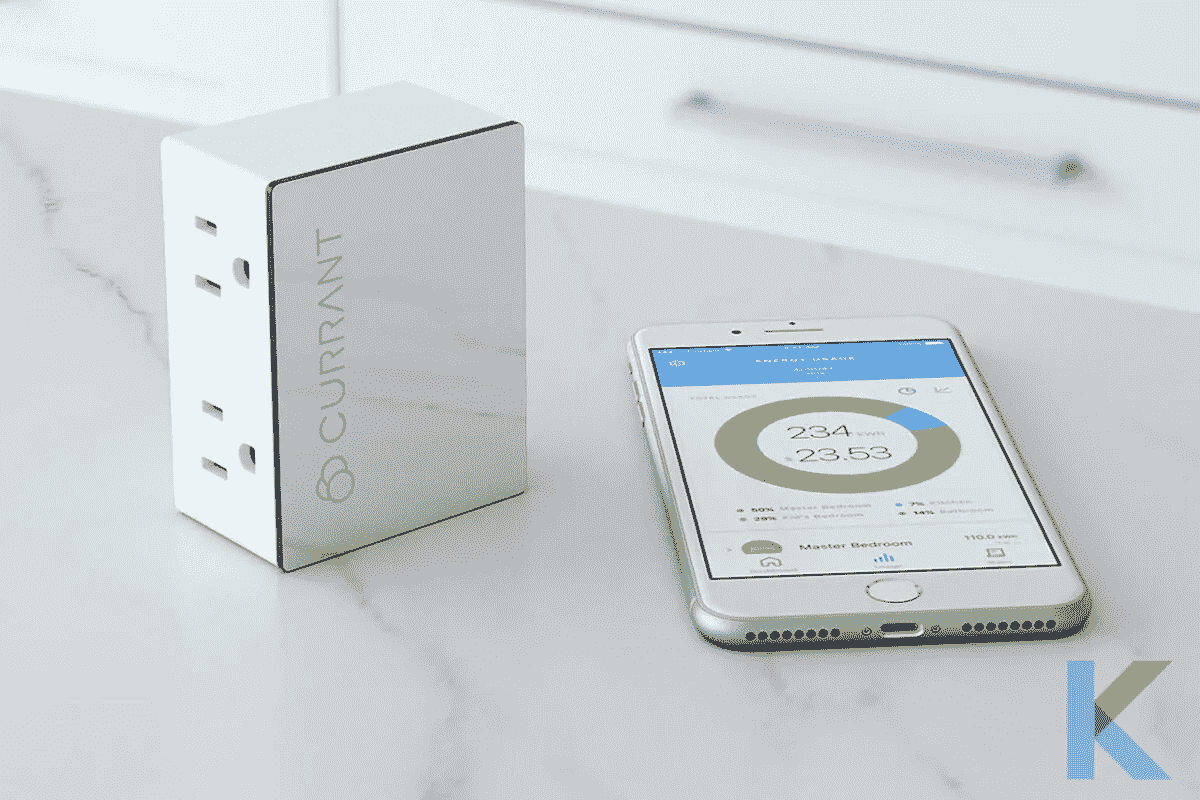 CURRANT
ENERGY USAGE
TOTAL USAGE
234 KWH
$23.53
50% Master Bedroom
7% Kitchen
29% Kid's Bedroom
14% Bathroom
Master Bedroom
110.0 KWH
K